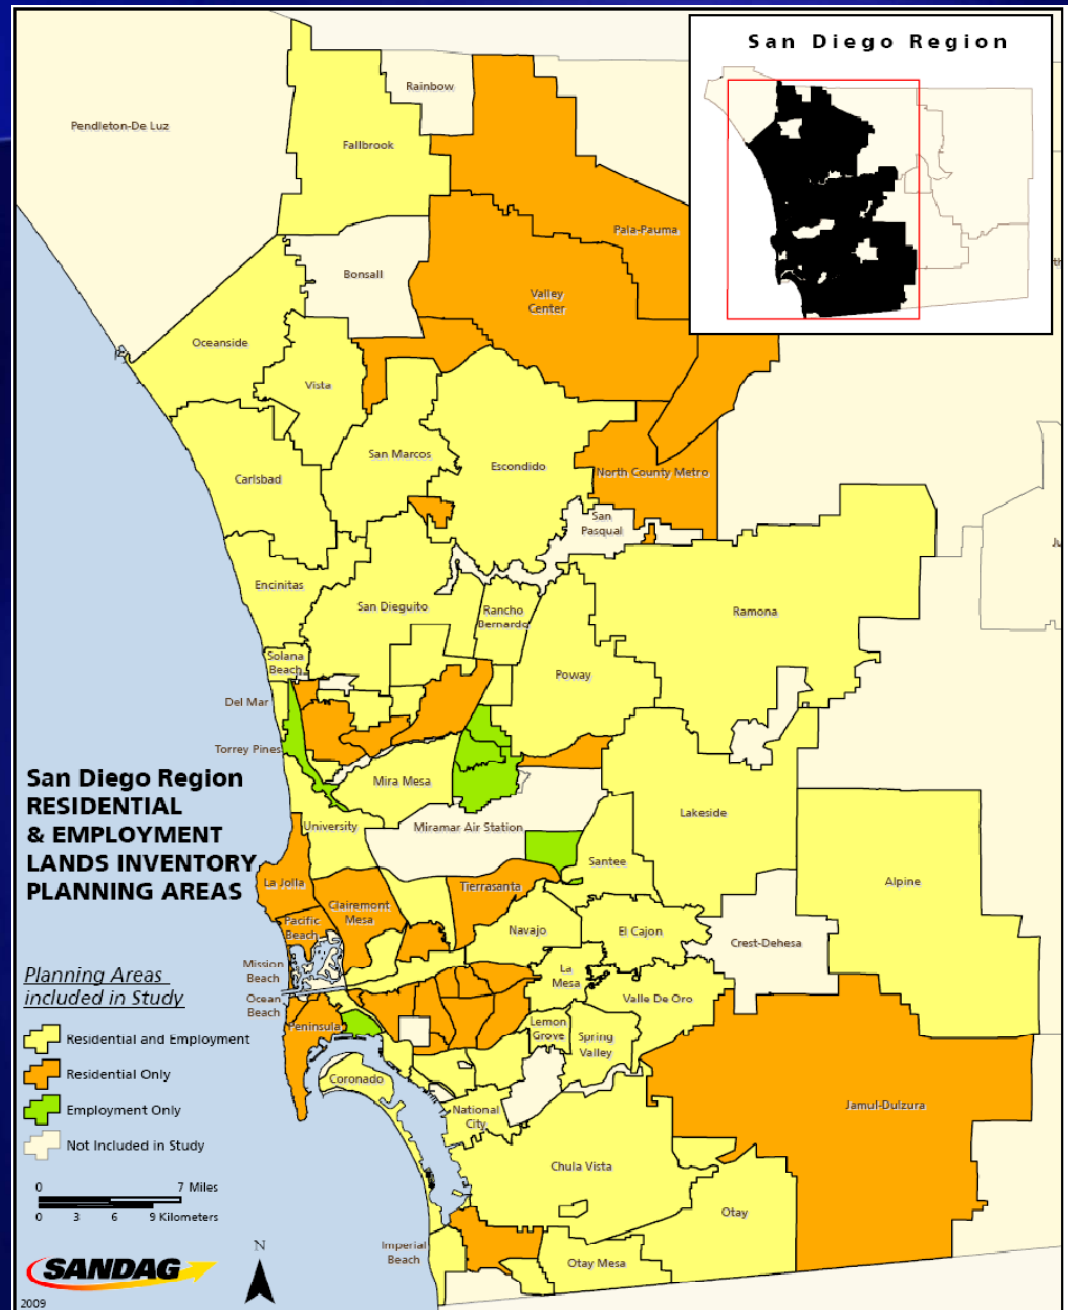 San Diego Region
Rainbow
Pendleton-De Luz
Fallbrook
Pala-Pauma
Bonsall
Valley
Center
Oceanside
Vista
San Marcos
Escondido
North County Metro
Carlsbad
San
Pasqual
Encinitas
San Dieguito
Rancho
Bernardo
Ramona
Solana
Beach
Poway
Del Mar
Torrey Pines
San Diego Region
RESIDENTIAL
& EMPLOYMENT
LANDS INVENTORY
PLANNING AREAS
Mira Mesa
University
Miramar Air Station
Lakeside
Santee
La Jolla
Clairemont
Mesa
Tierrasanta
Alpine
Pacific
Beach
Navajo
El Cajon
Crest-Dehesa
Mission
Beach
La
Mesa
Ocean
Beach
Valle De Oro
Peninsula
Lemon
Grove
Spring
Valley
Planning Areas
included in Study
Residential and Employment
Residential Only
Employment Only
Not Included in Study
Coronado
National
City
Jamul-Dulzura
Chula Vista
Otay
Imperial
Beach
Otay Mesa
0 7 Miles
0 3 6 9 Kilometers
N
SANDAG
2009